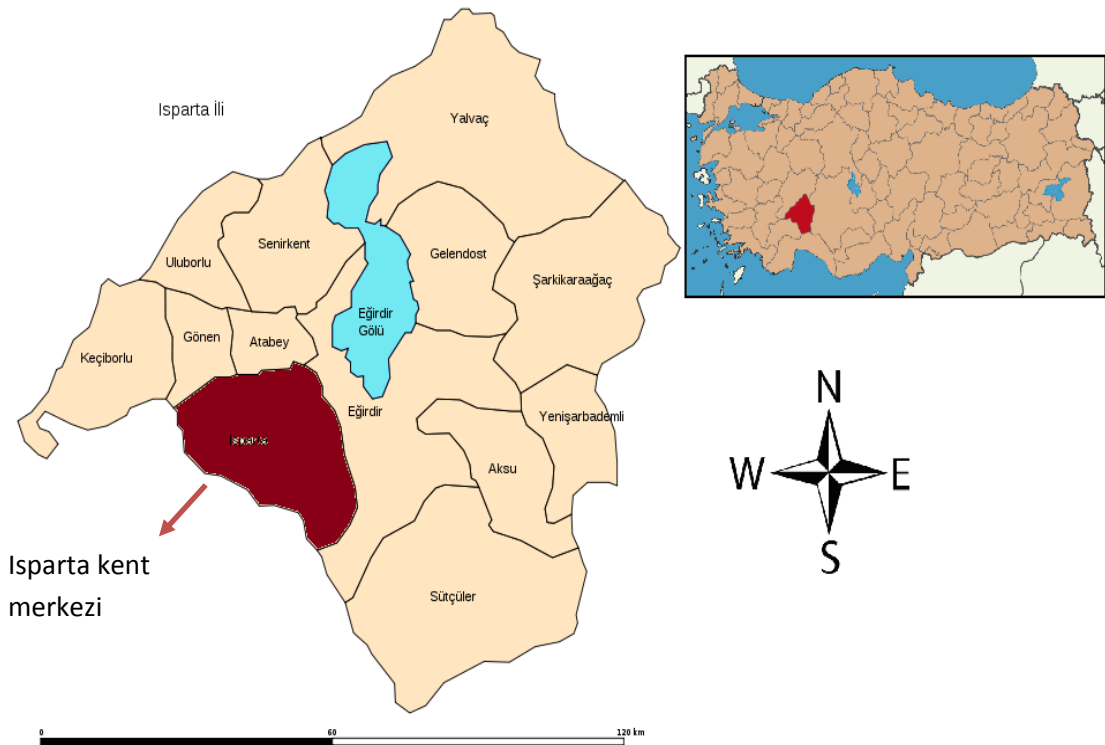 Isparta İli
Yalvaç
Senirkent
Gelendost
Uluborlu
Şarkikaraağaç
Eğirdir
Gölü
Gönen
Atabey
Keçiborlu
Eğirdir
Yenişarbademli
Isparta
Aksu
Sütçüler
Isparta kent
merkezi
N
W E
S
0 60 120 km